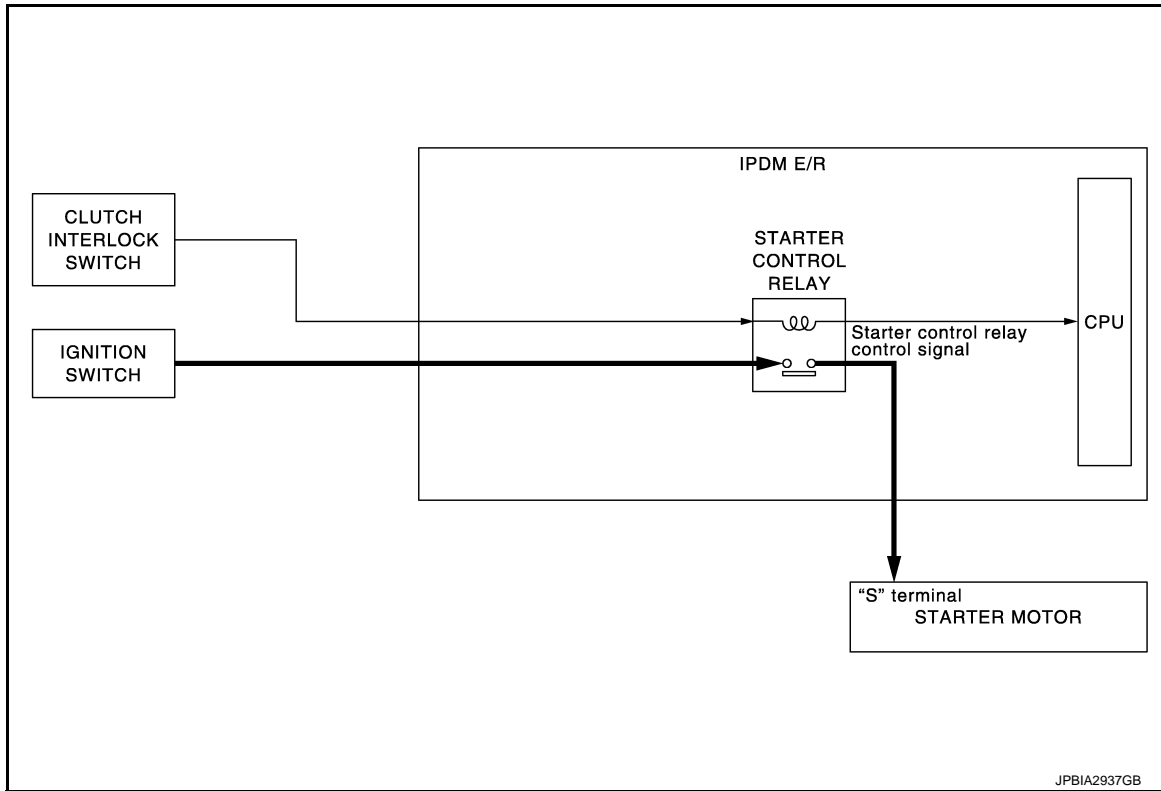 IPDM E/R
CLUTCH
INTERLOCK
SWITCH
STARTER
CONTROL
RELAY
IGNITION
SWITCH
Starter control relay
control signal
CPU
“S” terminal
STARTER MOTOR
JPBIA2937GB